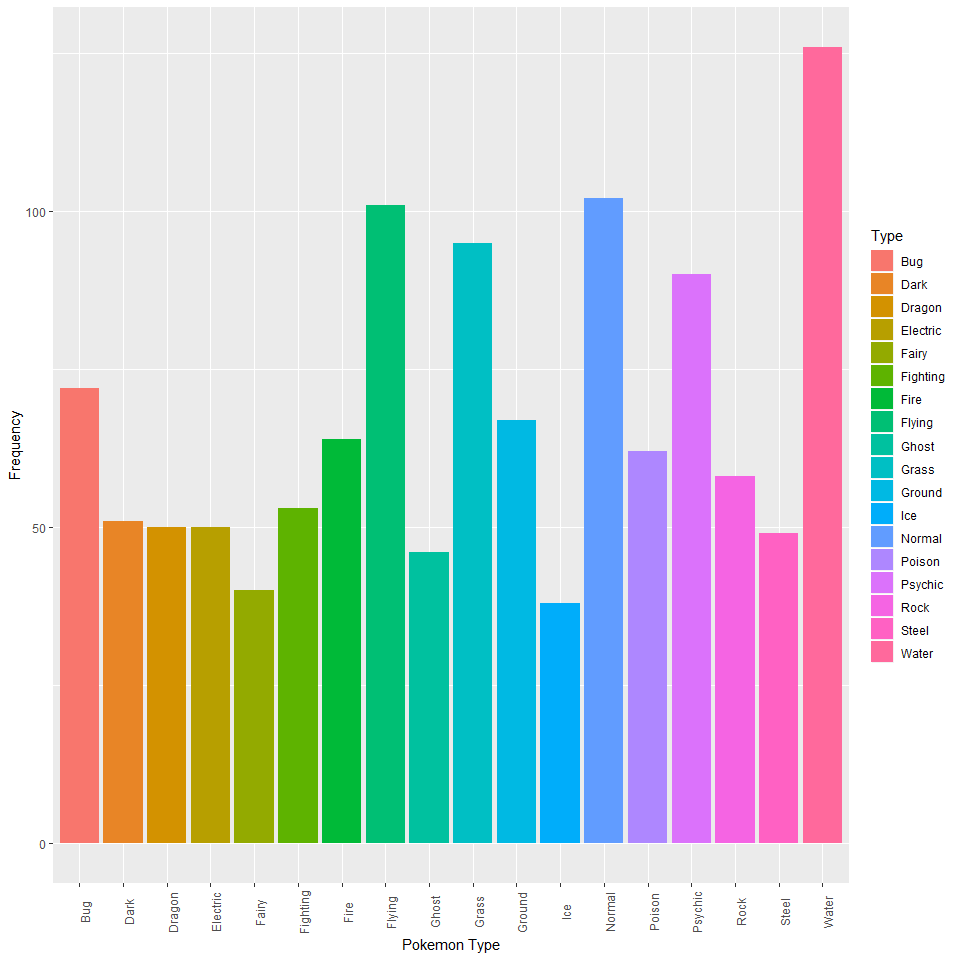 Frequency
100
50
0
Bug
Dark
Dragon
Electric
Fairy
Fighting
Fire
Flying
Ghost
Grass
Ground
Ice
Normal
Poison
Psychic
Rock
Steel
Water
Pokemon Type
Type
Bug
Dark
Dragon
Electric
Fairy
Fighting
Fire
Flying
Ghost
Grass
Ground
Ice
Normal
Poison
Psychic
Rock
Steel
Water